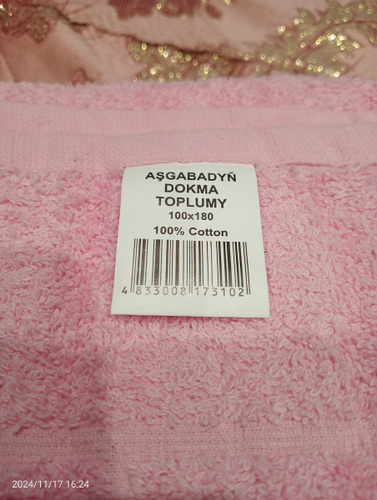 AŞGABADYŇ
DOKMA
TOPLUMY
100x180
100% Cotton
4 833008 173102
2024/11/17 16:24